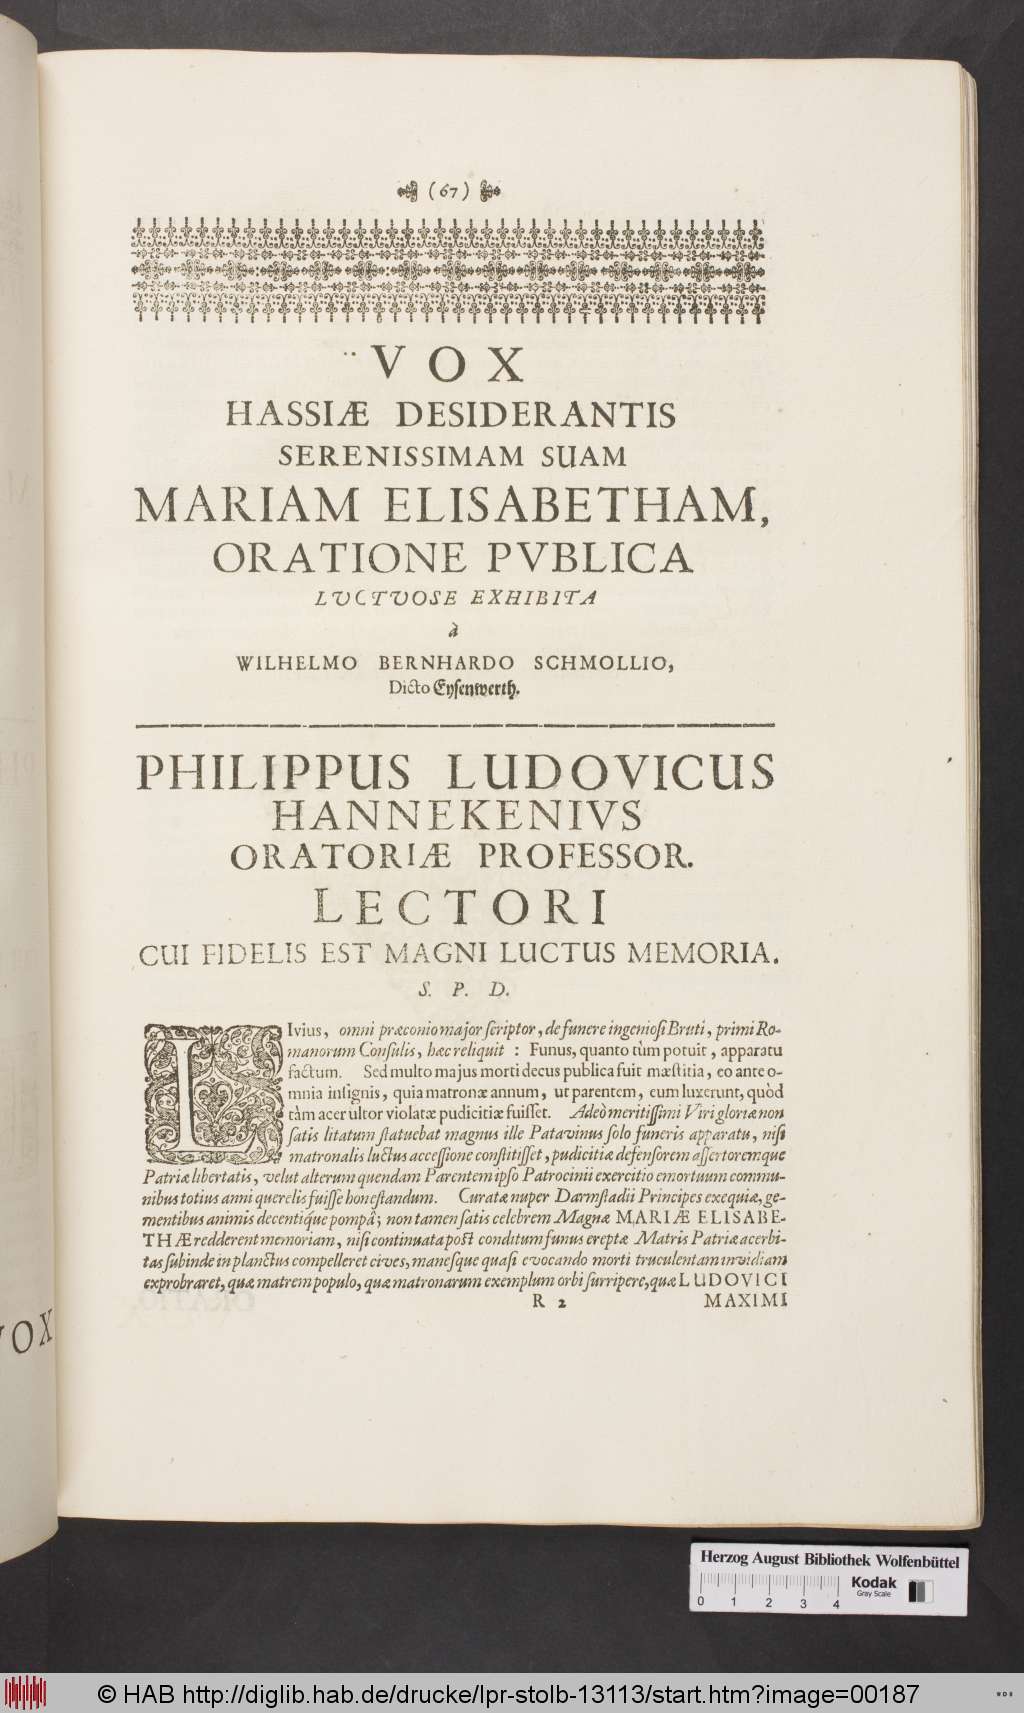 (67)
VOX
HASSIÆ DESIDERANTIS
SERENISSIMAM SUAM
MARIAM ELISABETHAM,
ORATIONE PVBLICA
LVCTVOSE EXHIBITA
à
WILHELMO BERNHARDO SCHMOLLIO,
Dicto Eysenwerth.
PHILIPPUS LUDOVICUS
HANNEKENIVS
ORATORIÆ PROFESSOR.
LECTORI
CUI FIDELIS EST MAGNI LUCTUS MEMORIA.
S. P. D.
LIvius, omni præconio major ſcriptor, de funere ingenioſi Bruti, primi Ro-
manorum Conſulis, hæc reliquit : Funus, quanto tùm potuit, apparatu
factum. Sed multo majus morti decus publica fuit mæſtitia, eo ante o-
mnia inſignis, quia matronæ annum, ut parentem, eum luxerunt, quòd
tàm acer ultor violatæ pudicitiæ fuiſſet. Adeò meritiſſimi Viri gloriæ non
ſatis litatum ſtatuebat magnus ille Patavinus ſolo funeris apparatu, niſi
matronalis luctus acceſſione conſtitiſſet, pudicitiæ defenſorem aſſertoremque
Patriæ libertatis, velut alterum quendam Parentem ipſo Patrocinii exercitio emortuum commu-
nibus totius anni querelis fuiſſe honeſtandum. Curatæ nuper Darmſtadii Principes exequiæ, ge-
mentibus animis decentiq́ue pompâ; non tamen ſatis celebrem Magnæ MARIÆ ELISABE-
THÆ redderent memoriam, niſi continuata poſt conditum funus ereptæ Matris Patriæ acerbi-
tas ſubinde in planctus compelleret cives, manesque quaſi evocando morti truculentam invidiam
exprobraret, quæ matrem populo, quæ matronarum exemplum orbi ſurripere, quæ LUDOVICI
R 2 MAXIMI
VOX
Herzog August Bibliothek Wolfenbüttel
0 1 2 3 4
Kodak
Gray Scale
© HAB http://diglib.hab.de/drucke/lpr-stolb-13113/start.htm?image=00187